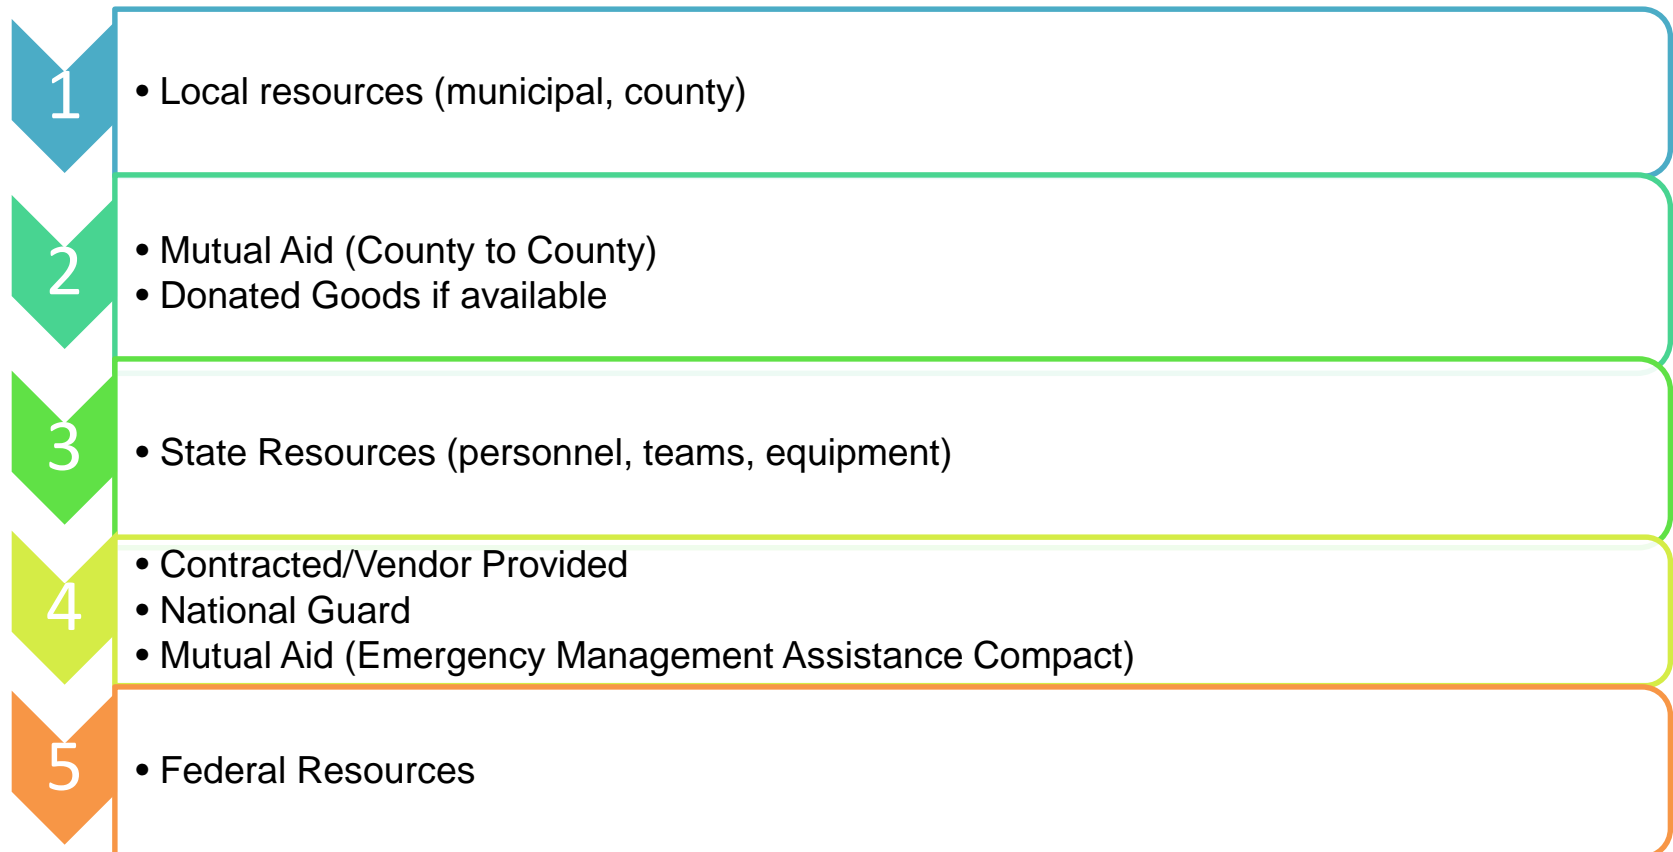 1
• Local resources (municipal, county)
2
• Mutual Aid (County to County)
• Donated Goods if available
3
• State Resources (personnel, teams, equipment)
4
• Contracted/Vendor Provided
• National Guard
• Mutual Aid (Emergency Management Assistance Compact)
5
• Federal Resources